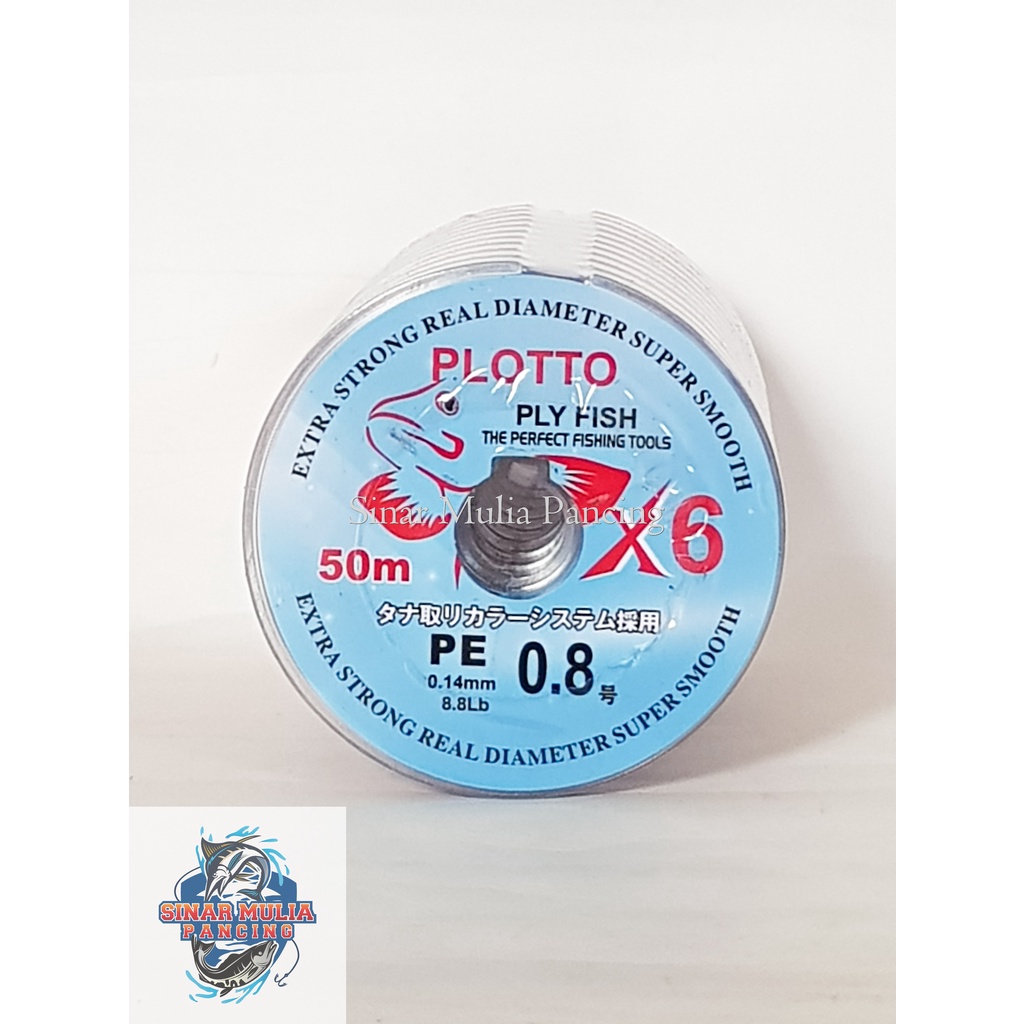 EXTRA STRONG REAL DIAMETER SUPER SMOOTH
PLOTTO
PLY FISH
THE PERFECT FISHING TOOLS
Sinar Mulia Pancing
X6
50m
タナ取りカラーシステム採用
PE 0.8号
0.14mm
8.8Lb
EXTRA STRONG REAL DIAMETER SUPER SMOOTH
SINAR MULIA
PANCING